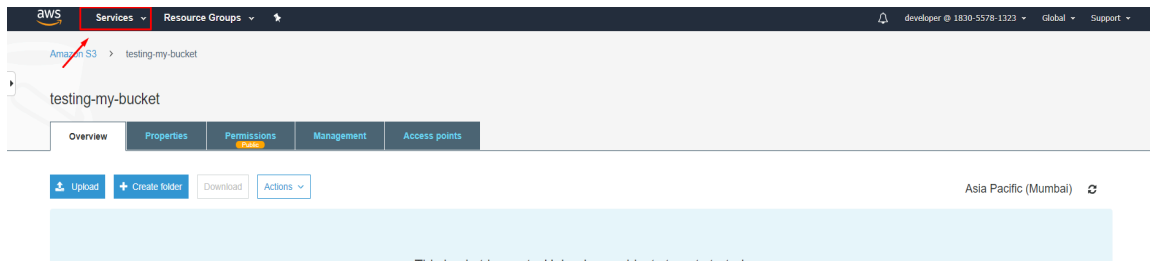 aws Services Resource Groups developer @ 1830-5578-1323 Global Support
Amazon S3 > testing-my-bucket
testing-my-bucket
Overview Properties Permissions Management Access points
Public
Upload + Create folder Download Actions Asia Pacific (Mumbai)